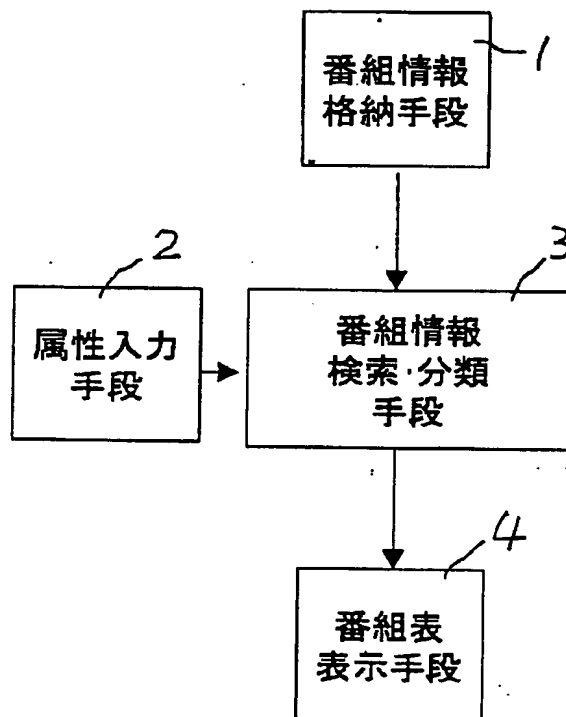 1
番組情報
格納手段
2
属性入力
手段
3
番組情報
検索・分類
手段
4
番組表
表示手段